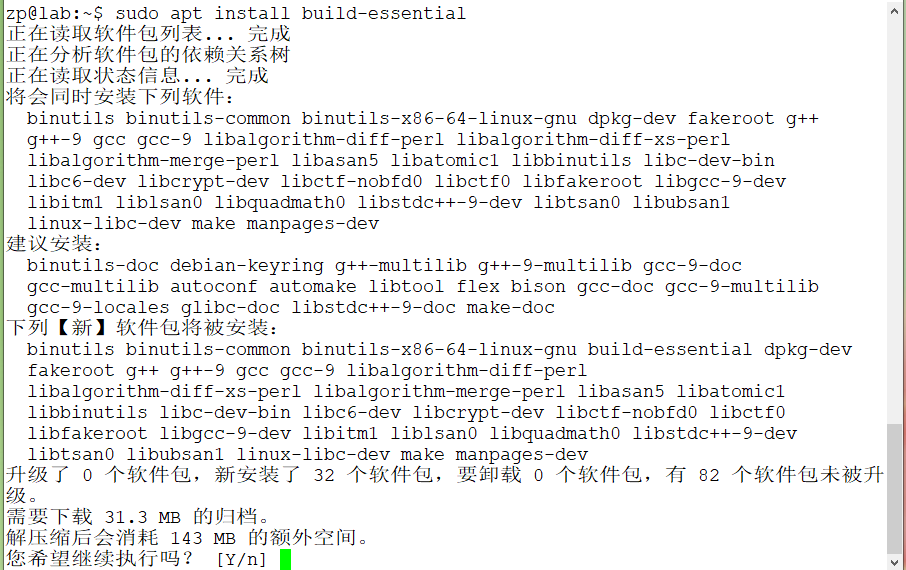 zp@lab:~$ sudo apt install build-essential
正在读取软件包列表... 完成
正在分析软件包的依赖关系树
正在读取状态信息... 完成
将会同时安装下列软件：
  binutils binutils-common binutils-x86-64-linux-gnu dpkg-dev fakeroot g++
  g++-9 gcc gcc-9 libalgorithm-diff-perl libalgorithm-diff-xs-perl
  libalgorithm-merge-perl libasan5 libatomic1 libbinutils libc-dev-bin
  libc6-dev libcrypt-dev libctf-nobfd0 libctf0 libfakeroot libgcc-9-dev
  libitm1 liblsan0 libquadmath0 libstdc++-9-dev libtsan0 libubsan1
  linux-libc-dev make manpages-dev
建议安装：
  binutils-doc debian-keyring g++-multilib g++-9-multilib gcc-9-doc
  gcc-multilib autoconf automake libtool flex bison gcc-doc gcc-9-multilib
  gcc-9-locales glibc-doc libstdc++-9-doc make-doc
下列【新】软件包将被安装：
  binutils binutils-common binutils-x86-64-linux-gnu build-essential dpkg-dev
  fakeroot g++ g++-9 gcc gcc-9 libalgorithm-diff-perl
  libalgorithm-diff-xs-perl libalgorithm-merge-perl libasan5 libatomic1
  libbinutils libc-dev-bin libc6-dev libcrypt-dev libctf-nobfd0 libctf0
  libfakeroot libgcc-9-dev libitm1 liblsan0 libquadmath0 libstdc++-9-dev
  libtsan0 libubsan1 linux-libc-dev make manpages-dev
升级了 0 个软件包，新安装了 32 个软件包，要卸载 0 个软件包，有 82 个软件包未被升
级。
需要下载 31.3 MB 的归档。
解压缩后会消耗 143 MB 的额外空间。
您希望继续执行吗？ [Y/n]